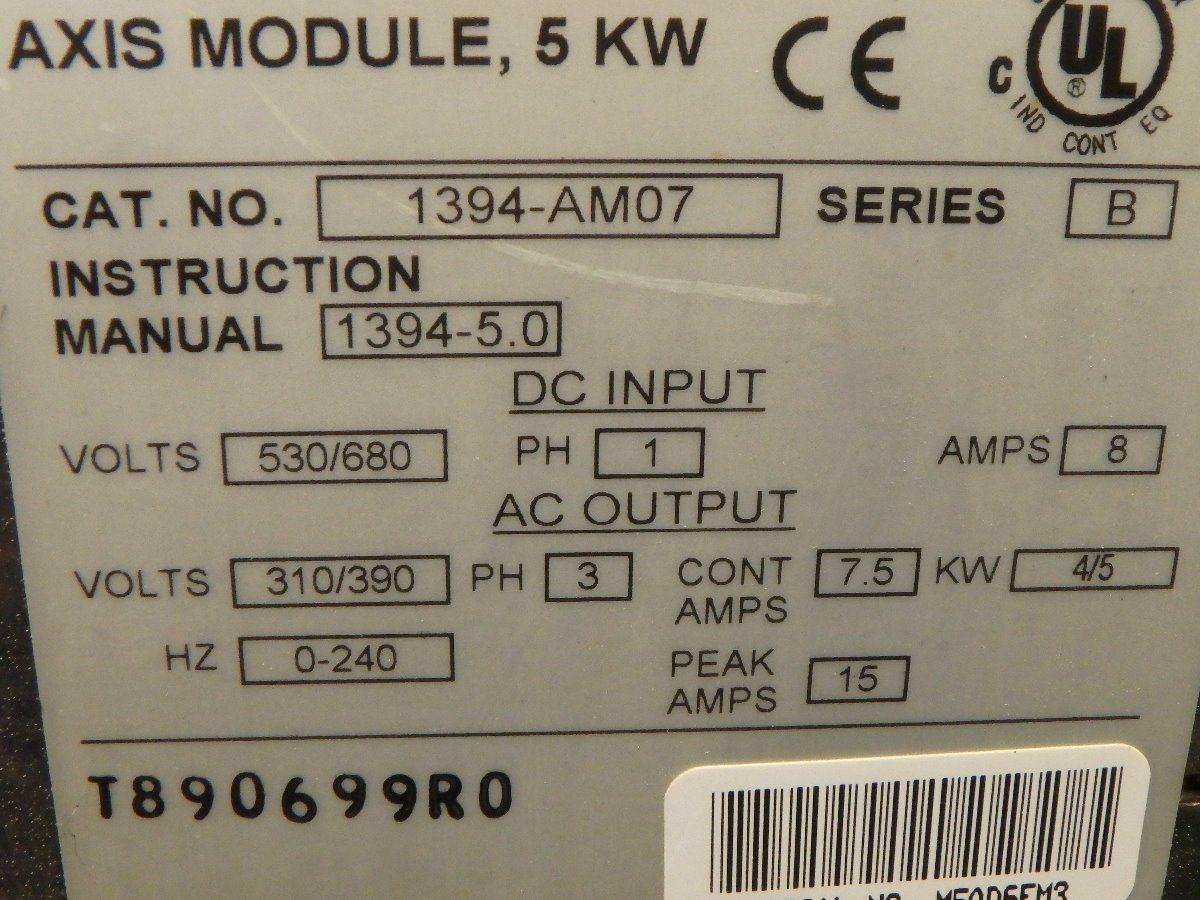 AXIS MODULE, 5 KW CE
C UL ®
IND CONT EQ
CAT. NO. 1394-AM07 SERIES B
INSTRUCTION
MANUAL 1394-5.0
DC INPUT
VOLTS 530/680 PH 1 AMPS 8
AC OUTPUT
VOLTS 310/390 PH 3 CONT AMPS 7.5 KW 4/5
HZ 0-240 PEAK AMPS 15
T890699R0